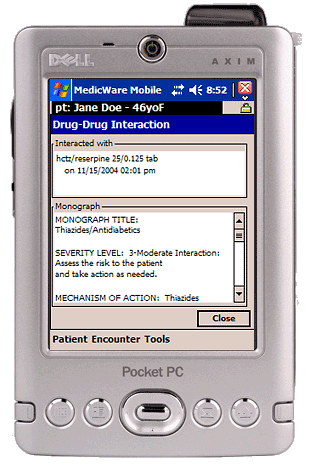 DELL
AXIM
MedicWare Mobile 8:52
pt: Jane Doe - 46yoF
Drug-Drug Interaction
Interacted with
hctz/reserpine 25/0.125 tab
on 11/15/2004 02:01 pm
Monograph
MONOGRAPH TITLE:
Thiazides/Antidiabetics
SEVERITY LEVEL: 3-Moderate Interaction:
Assess the risk to the patient
and take action as needed.
MECHANISM OF ACTION: Thiazides
Close
Patient Encounter Tools
Pocket PC